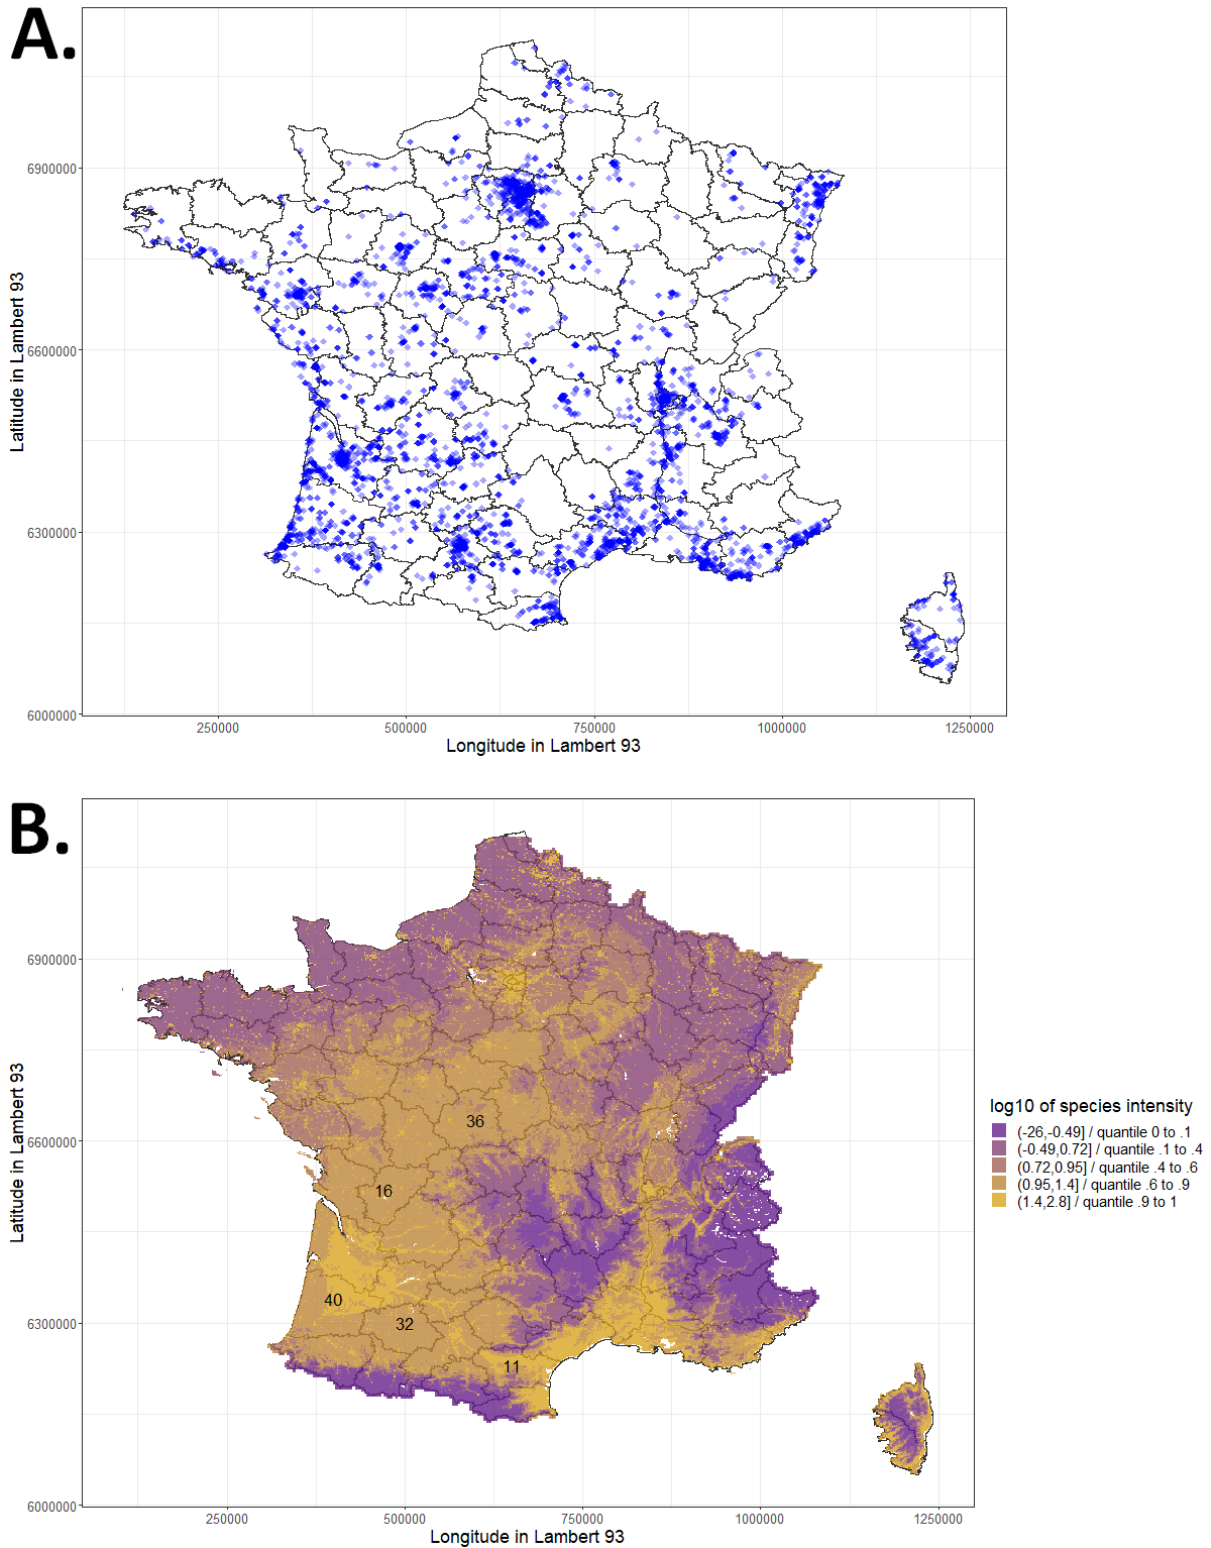 A.
6900000
6600000
6300000
6000000
Latitude in Lambert 93
250000 500000 750000 1000000 1250000
Longitude in Lambert 93
B.
6900000
6600000
6300000
6000000
Latitude in Lambert 93
36
16
40
32
11
250000 500000 750000 1000000 1250000
Longitude in Lambert 93
log10 of species intensity
(-26,-0.49] / quantile 0 to .1
(-0.49,0.72] / quantile .1 to .4
(0.72,0.95] / quantile .4 to .6
(0.95,1.4] / quantile .6 to .9
(1.4,2.8] / quantile .9 to 1